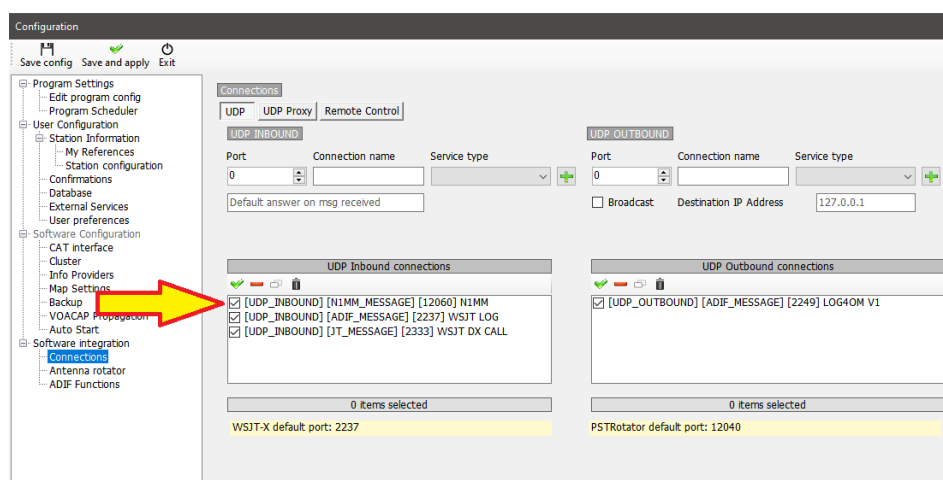 Configuration
Save config Save and apply Exit
Program Settings
Edit program config
Program Scheduler
User Configuration
Station Information
My References
Station configuration
Confirmations
Database
External Services
User preferences
Software Configuration
CAT interface
Cluster
Info Providers
Map Settings
Backup
VOACAP Propagation
Auto Start
Software integration
Connections
Antenna rotator
ADIF Functions
Connections
UDP UDP Proxy Remote Control
UDP INBOUND
Port Connection name Service type
0
Default answer on msg received
UDP Inbound connections
[UDP_INBOUND] [N1MM_MESSAGE] [12060] N1MM
[UDP_INBOUND] [ADIF_MESSAGE] [2237] WSJT LOG
[UDP_INBOUND] [JT_MESSAGE] [2333] WSJT DX CALL
0 items selected
WSJT-X default port: 2237
UDP OUTBOUND
Port Connection name Service type
0
Broadcast Destination IP Address 127.0.0.1
UDP Outbound connections
[UDP_OUTBOUND] [ADIF_MESSAGE] [2249] LOG4OM V1
0 items selected
PSTRotator default port: 12040